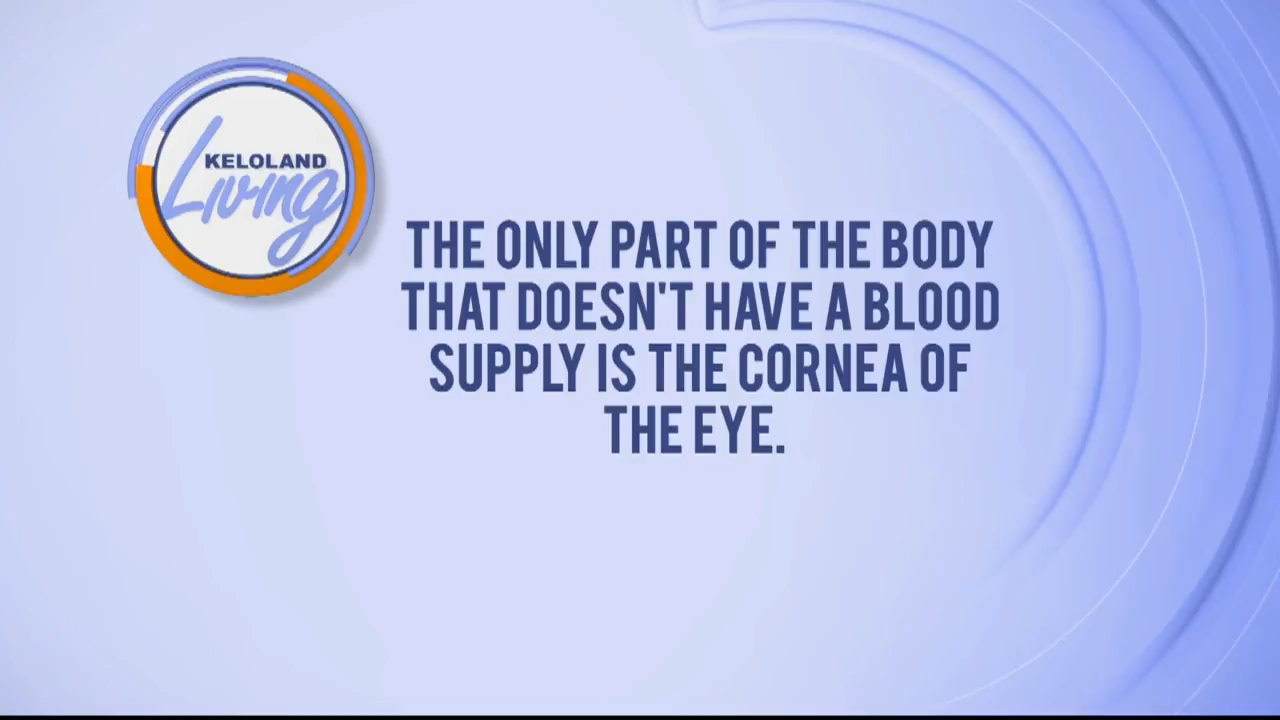 KELOLAND
Living
THE ONLY PART OF THE BODY
THAT DOESN'T HAVE A BLOOD
SUPPLY IS THE CORNEA OF
THE EYE.